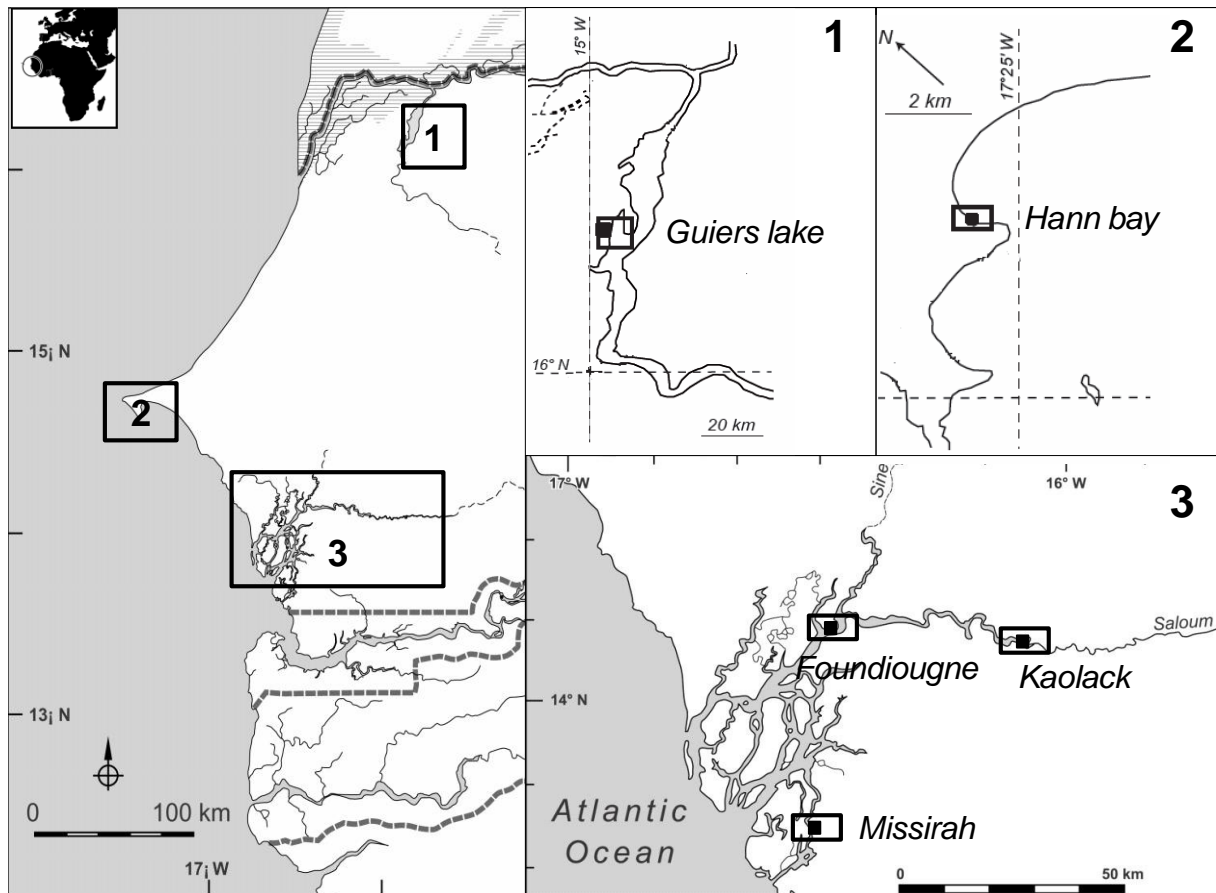 1
2
3
15¡ N
13¡ N
0
100 km
17¡ W
1
15° W
Guiers lake
16° N
20 km
2
N
2 km
17°25' W
Hann bay
3
17° W
16° W
Sine
Saloum
Foundiougne
Kaolack
14° N
Missirah
Atlantic
Ocean
0
50 km